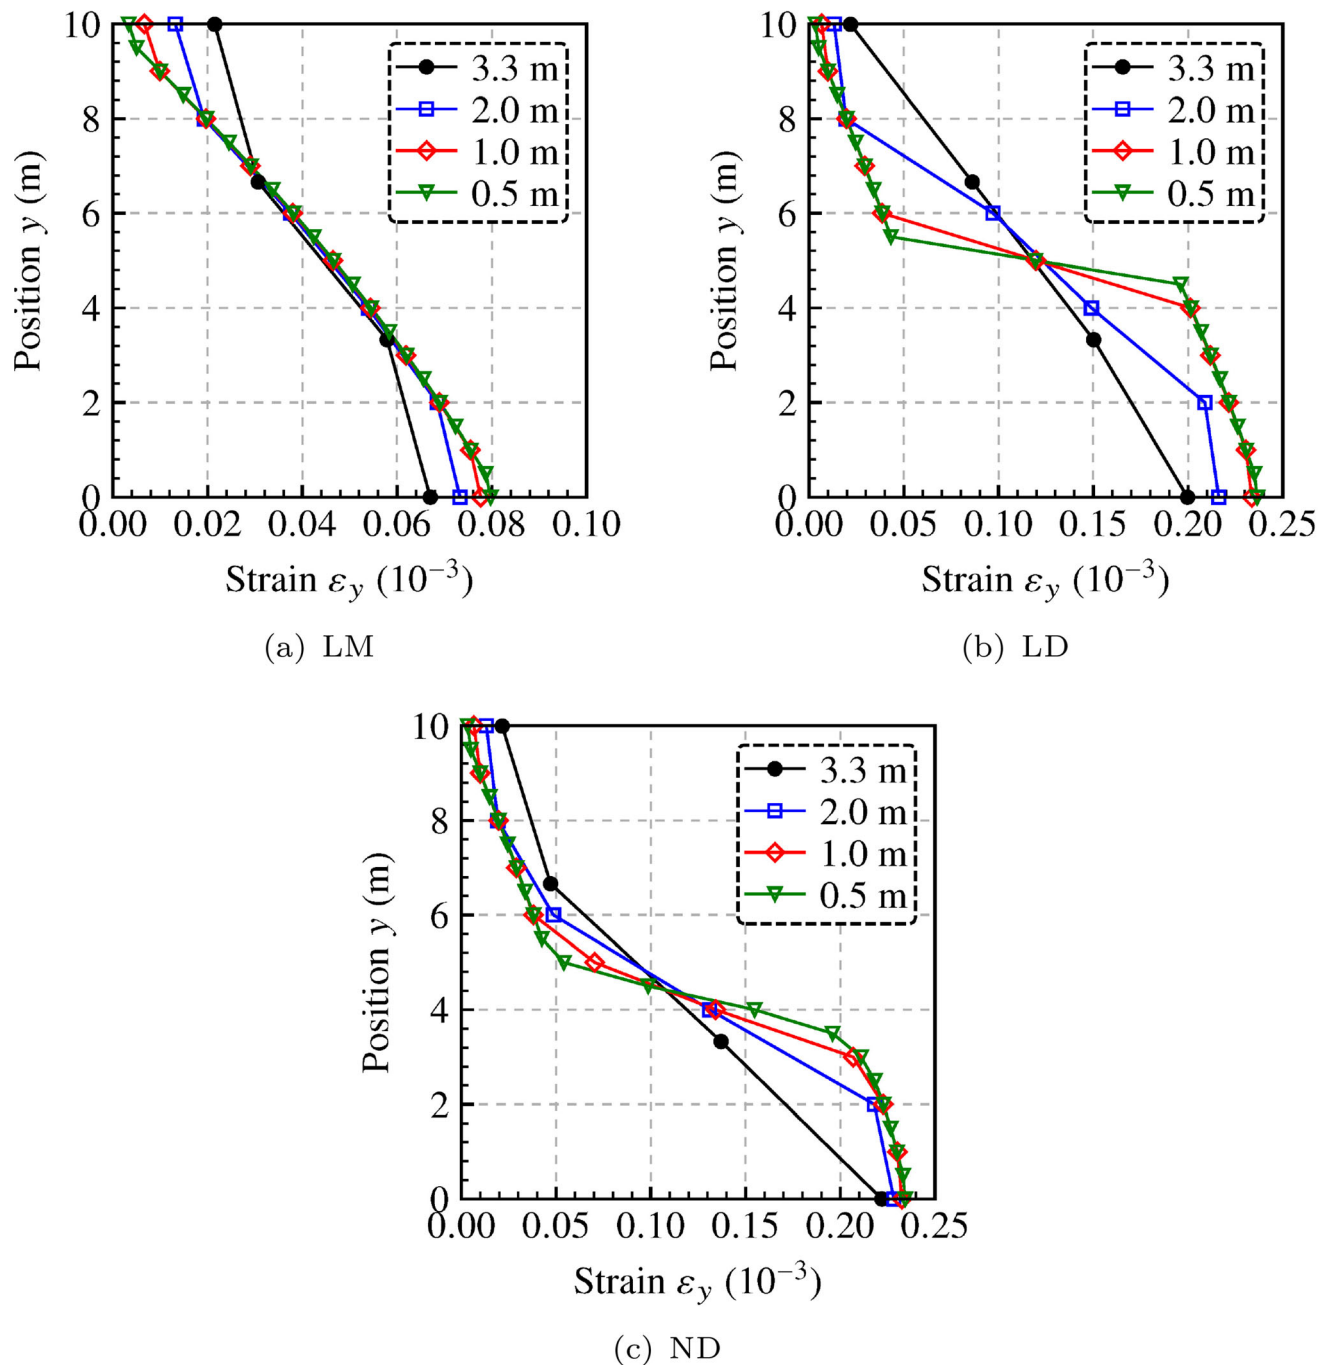 10
8
6
4
2
0
Position y (m)
3.3 m
2.0 m
1.0 m
0.5 m
0.00 0.02 0.04 0.06 0.08 0.10
Strain εy (10⁻³)
(a) LM
10
8
6
4
2
0
Position y (m)
3.3 m
2.0 m
1.0 m
0.5 m
0.00 0.05 0.10 0.15 0.20 0.25
Strain εy (10⁻³)
(b) LD
10
8
6
4
2
0
Position y (m)
3.3 m
2.0 m
1.0 m
0.5 m
0.00 0.05 0.10 0.15 0.20 0.25
Strain εy (10⁻³)
(c) ND